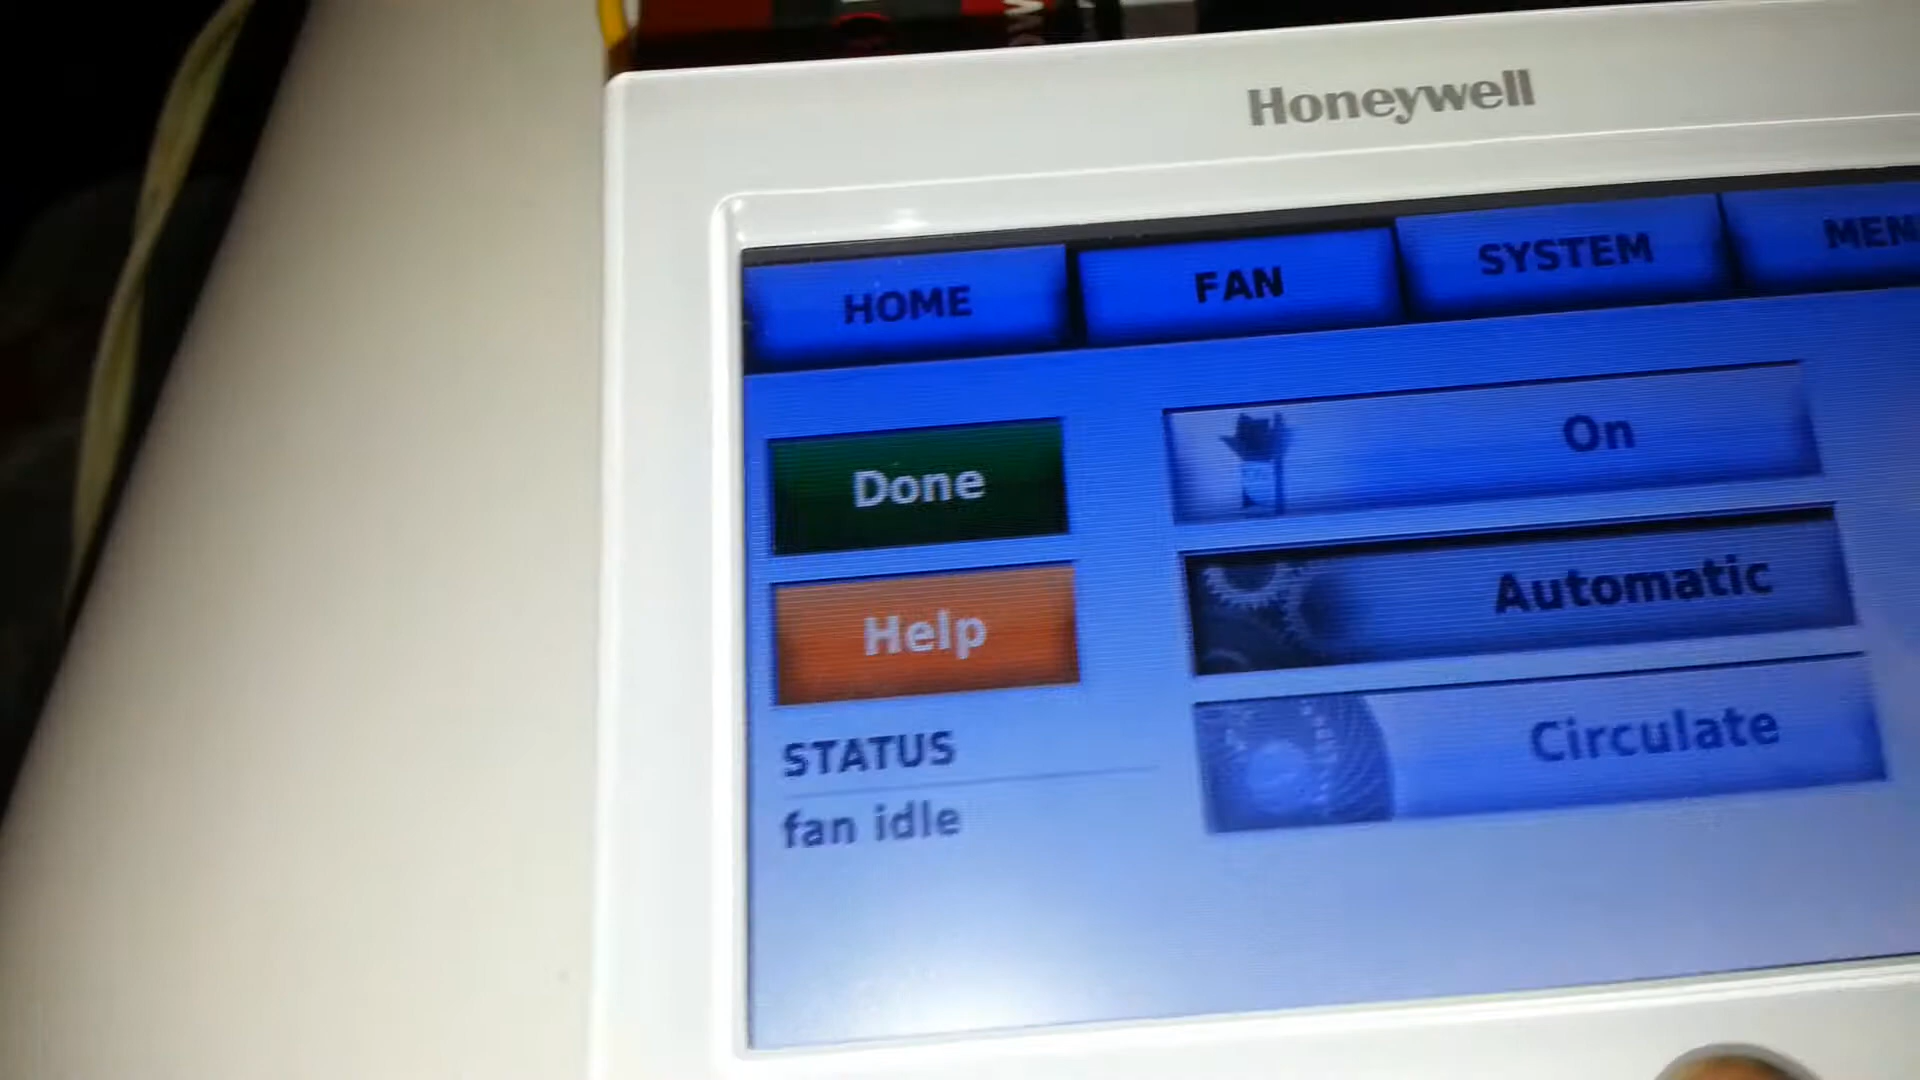 Honeywell
HOME
FAN
SYSTEM
MEN
Done
On
Help
Automatic
STATUS
Circulate
fan idle